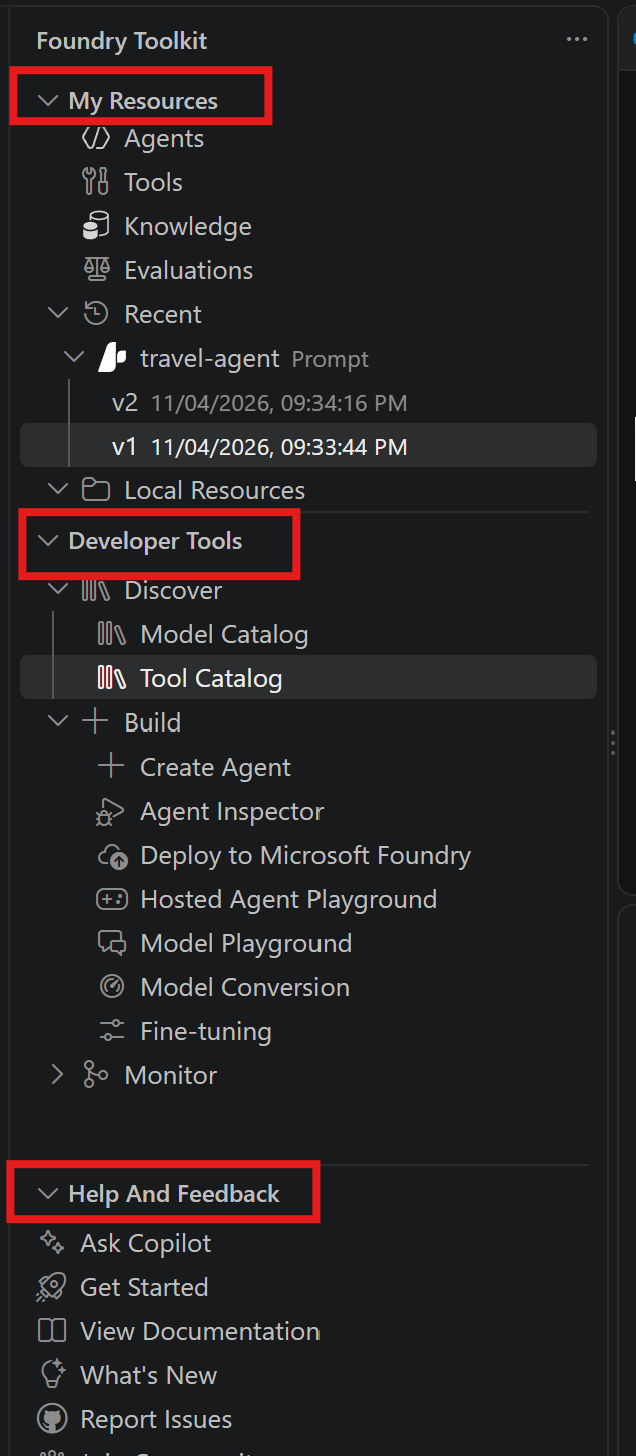 Foundry Toolkit
My Resources
Agents
Tools
Knowledge
Evaluations
Recent
travel-agent Prompt
v2 11/04/2026, 09:34:16 PM
v1 11/04/2026, 09:33:44 PM
Local Resources
Developer Tools
Discover
Model Catalog
Tool Catalog
Build
Create Agent
Agent Inspector
Deploy to Microsoft Foundry
Hosted Agent Playground
Model Playground
Model Conversion
Fine-tuning
Monitor
Help And Feedback
Ask Copilot
Get Started
View Documentation
What's New
Report Issues